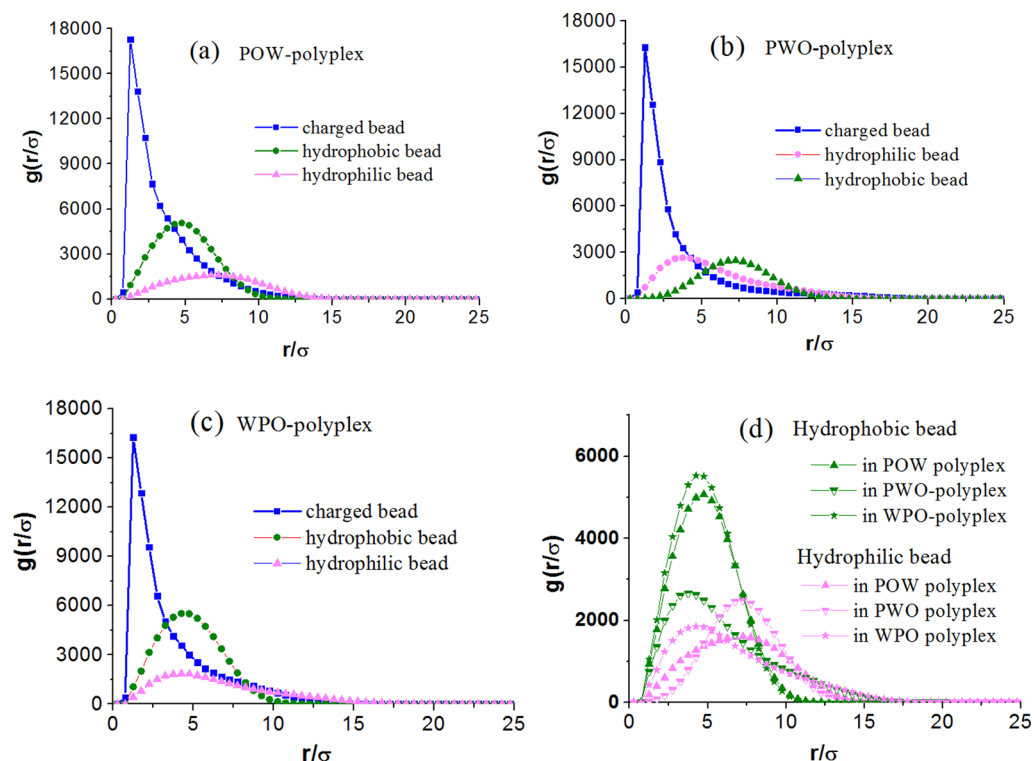 (a)
POW-polyplex
18000
15000
12000
9000
6000
3000
0
g(r/σ)
charged bead
hydrophobic bead
hydrophilic bead
0 5 10 15 20 25
r/σ
(b)
PWO-polyplex
18000
15000
12000
9000
6000
3000
0
g(r/σ)
charged bead
hydrophilic bead
hydrophobic bead
0 5 10 15 20 25
r/σ
(c)
WPO-polyplex
18000
15000
12000
9000
6000
3000
0
g(r/σ)
charged bead
hydrophobic bead
hydrophilic bead
0 5 10 15 20 25
r/σ
(d)
Hydrophobic bead
in POW polyplex
in PWO-polyplex
in WPO-polyplex
Hydrophilic bead
in POW polyplex
in PWO polyplex
in WPO polyplex
6000
4000
2000
0
g(r/σ)
0 5 10 15 20 25
r/σ